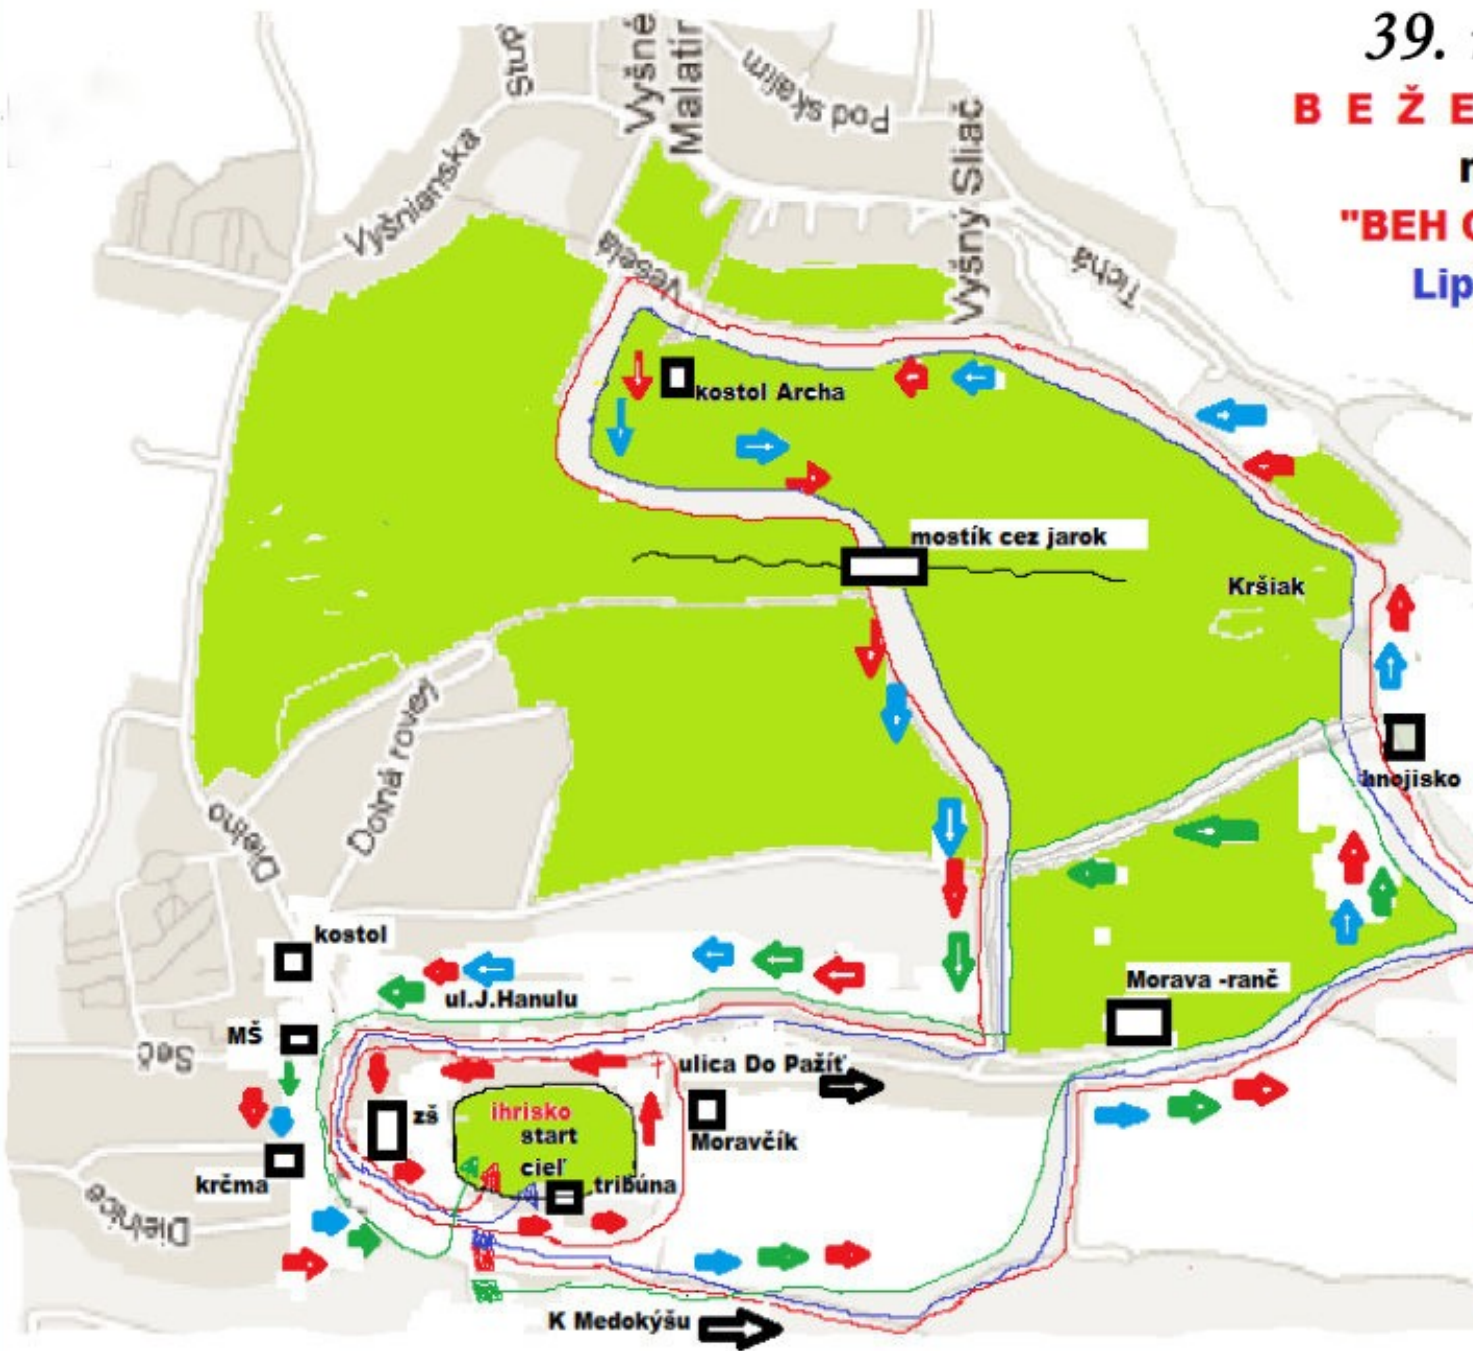 39.
B E Ž E
"BEH
Lip
Vyšné
Malatín
Pod skalím
Vyšnianska
Vyšný Sliač
Tichá
Veselá
kostol Archa
mostík cez jarok
Kršiak
Dolná rovey
hnojisko
Dielno
kostol
ul.J.Hanulu
Morava -ranč
MŠ
Seč
ulica Do Pažíť
zš
ihrisko
start
cieľ
Moravčík
krčma
tribúna
Dielnice
K Medokýšu